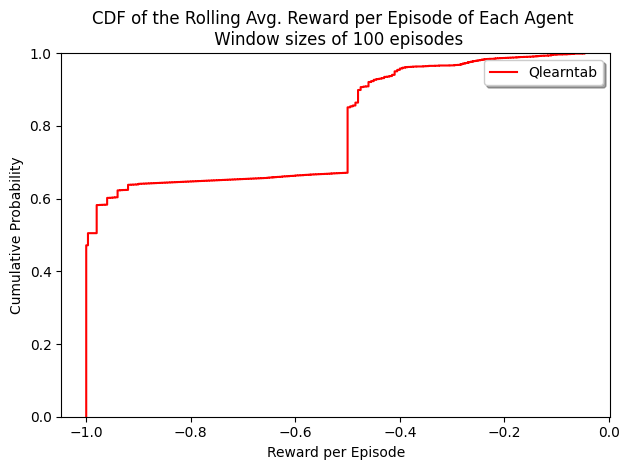 CDF of the Rolling Avg. Reward per Episode of Each Agent
Window sizes of 100 episodes
Qlearntab
1.0
0.8
0.6
0.4
0.2
0.0
Cumulative Probability
−1.0 −0.8 −0.6 −0.4 −0.2 0.0
Reward per Episode